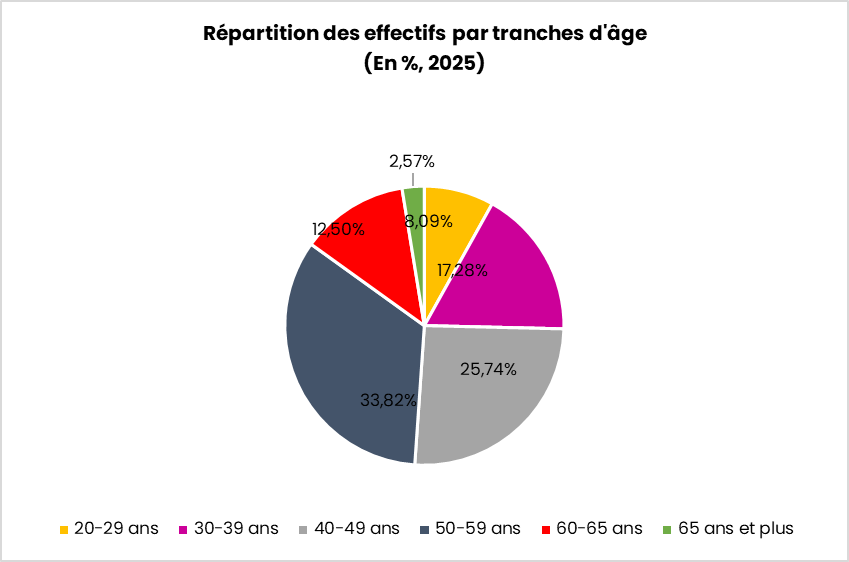 Répartition des effectifs par tranches d'âge
(En %, 2025)
2,57%
8,09%
12,50%
17,28%
25,74%
33,82%
20-29 ans 30-39 ans 40-49 ans 50-59 ans 60-65 ans 65 ans et plus